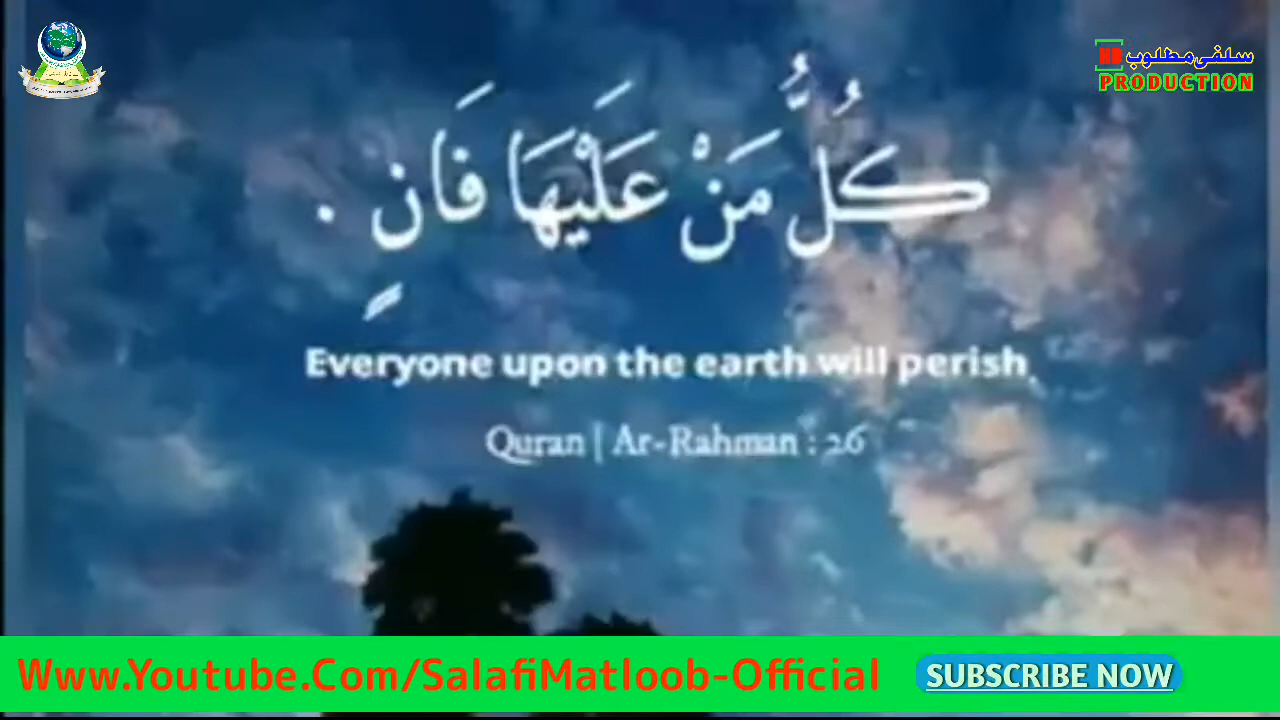 سلفی مطلوب
PRODUCTION
كُلُّ مَنْ عَلَيْهَا فَانٍ .
Everyone upon the earth will perish
Quran | Ar-Rahman : 26
Www.Youtube.Com/SalafiMatloob-Official
SUBSCRIBE NOW